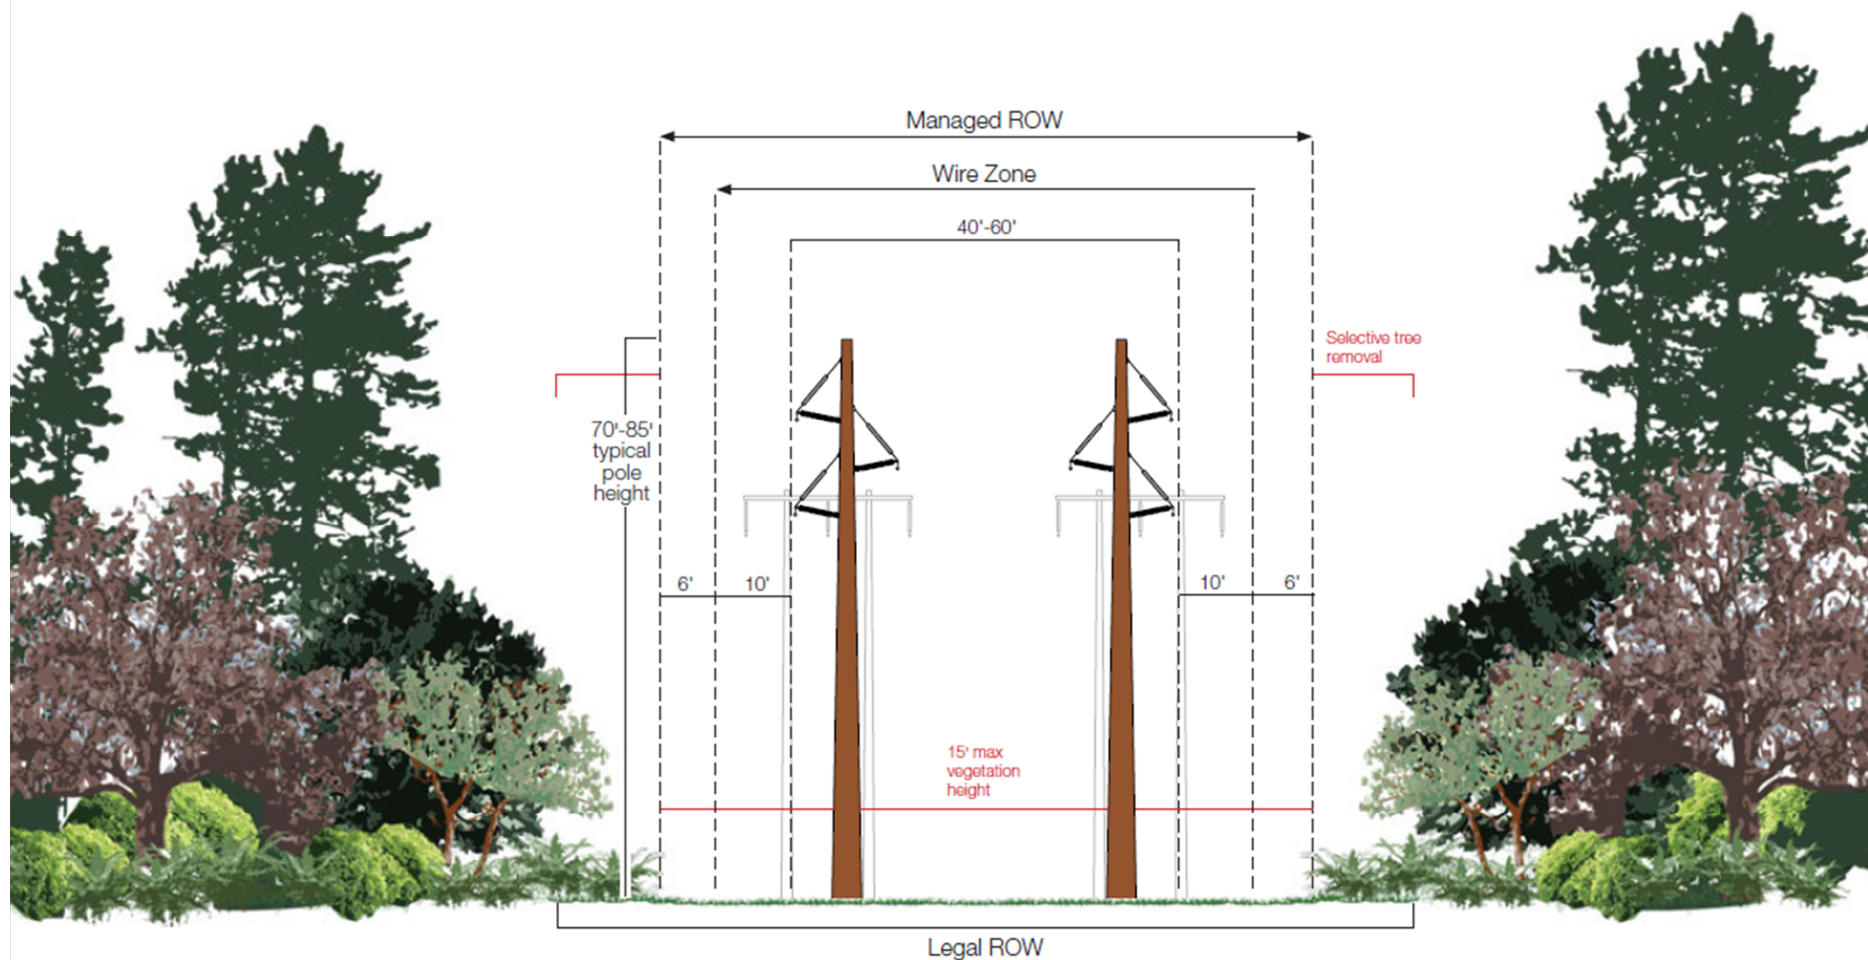 Managed ROW
Wire Zone
40'-60'
Selective tree
removal
70'-85'
typical
pole
height
6'
10'
10'
6'
15' max
vegetation
height
Legal ROW